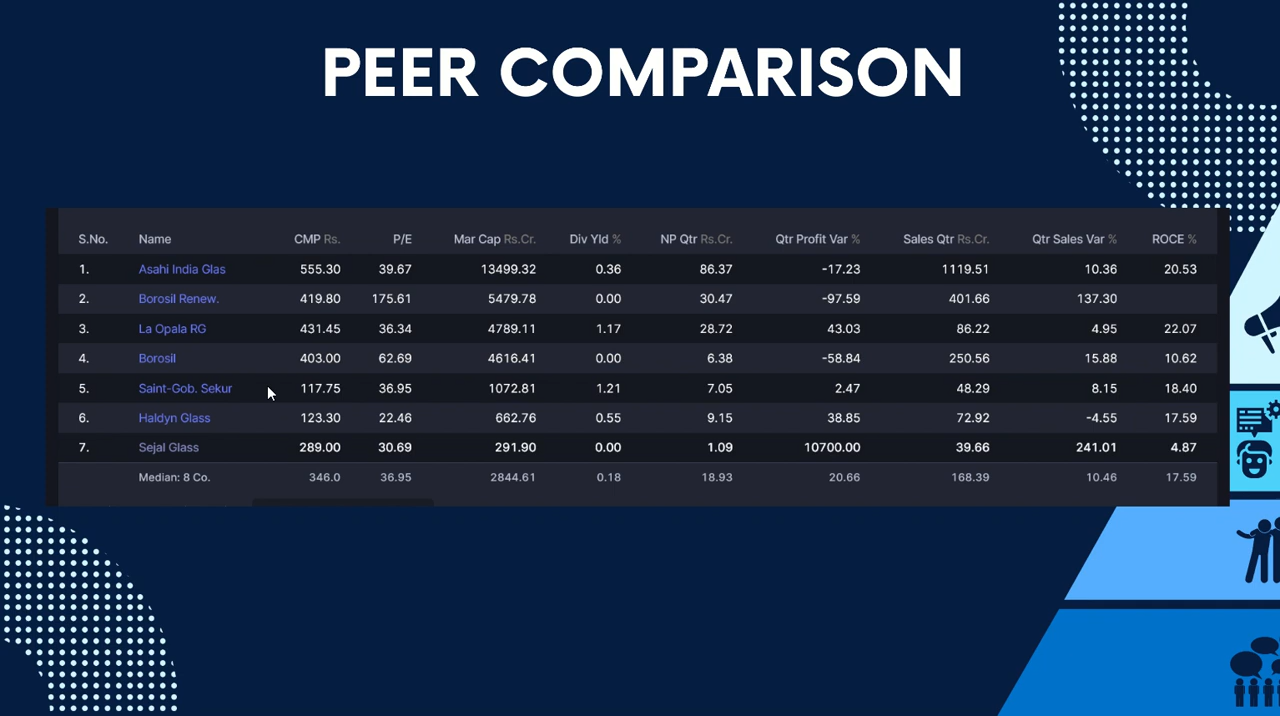 PEER COMPARISON
S.No. Name CMP Rs. P/E Mar Cap Rs.Cr. Div Yld % NP Qtr Rs.Cr. Qtr Profit Var % Sales Qtr Rs.Cr. Qtr Sales Var % ROCE %
1. Asahi India Glas 555.30 39.67 13499.32 0.36 86.37 -17.23 1119.51 10.36 20.53
2. Borosil Renew. 419.80 175.61 5479.78 0.00 30.47 -97.59 401.66 137.30
3. La Opala RG 431.45 36.34 4789.11 1.17 28.72 43.03 86.22 4.95 22.07
4. Borosil 403.00 62.69 4616.41 0.00 6.38 -58.84 250.56 15.88 10.62
5. Saint-Gob. Sekur 117.75 36.95 1072.81 1.21 7.05 2.47 48.29 8.15 18.40
6. Haldyn Glass 123.30 22.46 662.76 0.55 9.15 38.85 72.92 -4.55 17.59
7. Sejal Glass 289.00 30.69 291.90 0.00 1.09 10700.00 39.66 241.01 4.87
Median: 8 Co. 346.0 36.95 2844.61 0.18 18.93 20.66 168.39 10.46 17.59